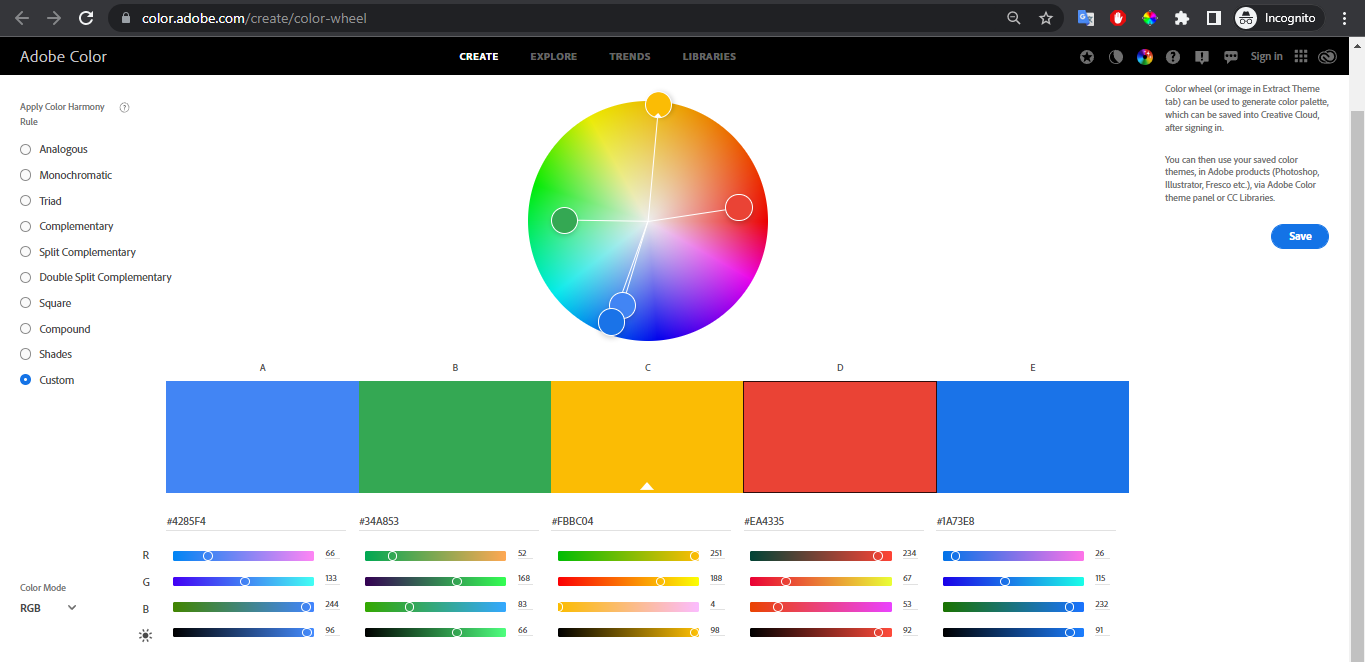 color.adobe.com/create/color-wheel
Incognito
Adobe Color
CREATE
EXPLORE
TRENDS
LIBRARIES
Sign in
Apply Color Harmony
Rule
Analogous
Monochromatic
Triad
Complementary
Split Complementary
Double Split Complementary
Square
Compound
Shades
Custom
Color wheel (or image in Extract Theme
tab) can be used to generate color palette,
which can be saved into Creative Cloud,
after signing in.
You can then use your saved color
themes, in Adobe products (Photoshop,
Illustrator, Fresco etc.), via Adobe Color
theme panel or CC Libraries.
Save
A B C D E
#4285F4 #34A853 #FBBC04 #EA4335 #1A73E8
R 66 52 251 234 26
G 133 168 188 67 115
B 244 83 4 53 232
96 66 98 92 91
Color Mode
RGB